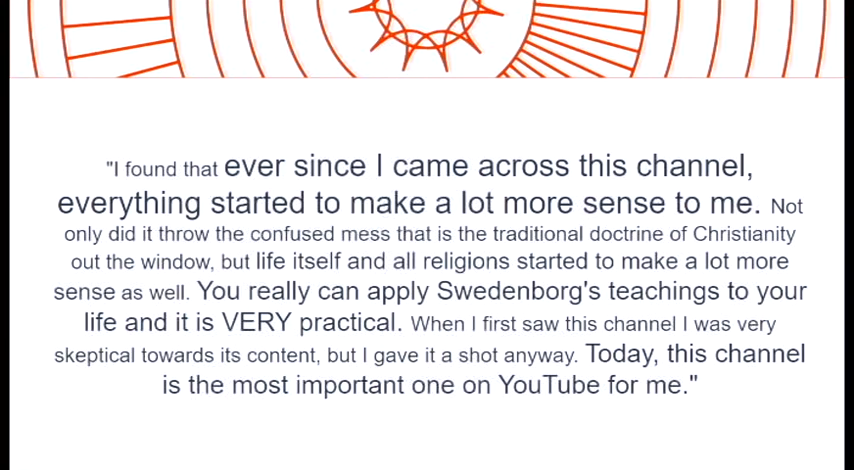 "I found that ever since I came across this channel,
everything started to make a lot more sense to me. Not
only did it throw the confused mess that is the traditional doctrine of Christianity
out the window, but life itself and all religions started to make a lot more
sense as well. You really can apply Swedenborg's teachings to your
life and it is VERY practical. When I first saw this channel I was very
skeptical towards its content, but I gave it a shot anyway. Today, this channel
is the most important one on YouTube for me."